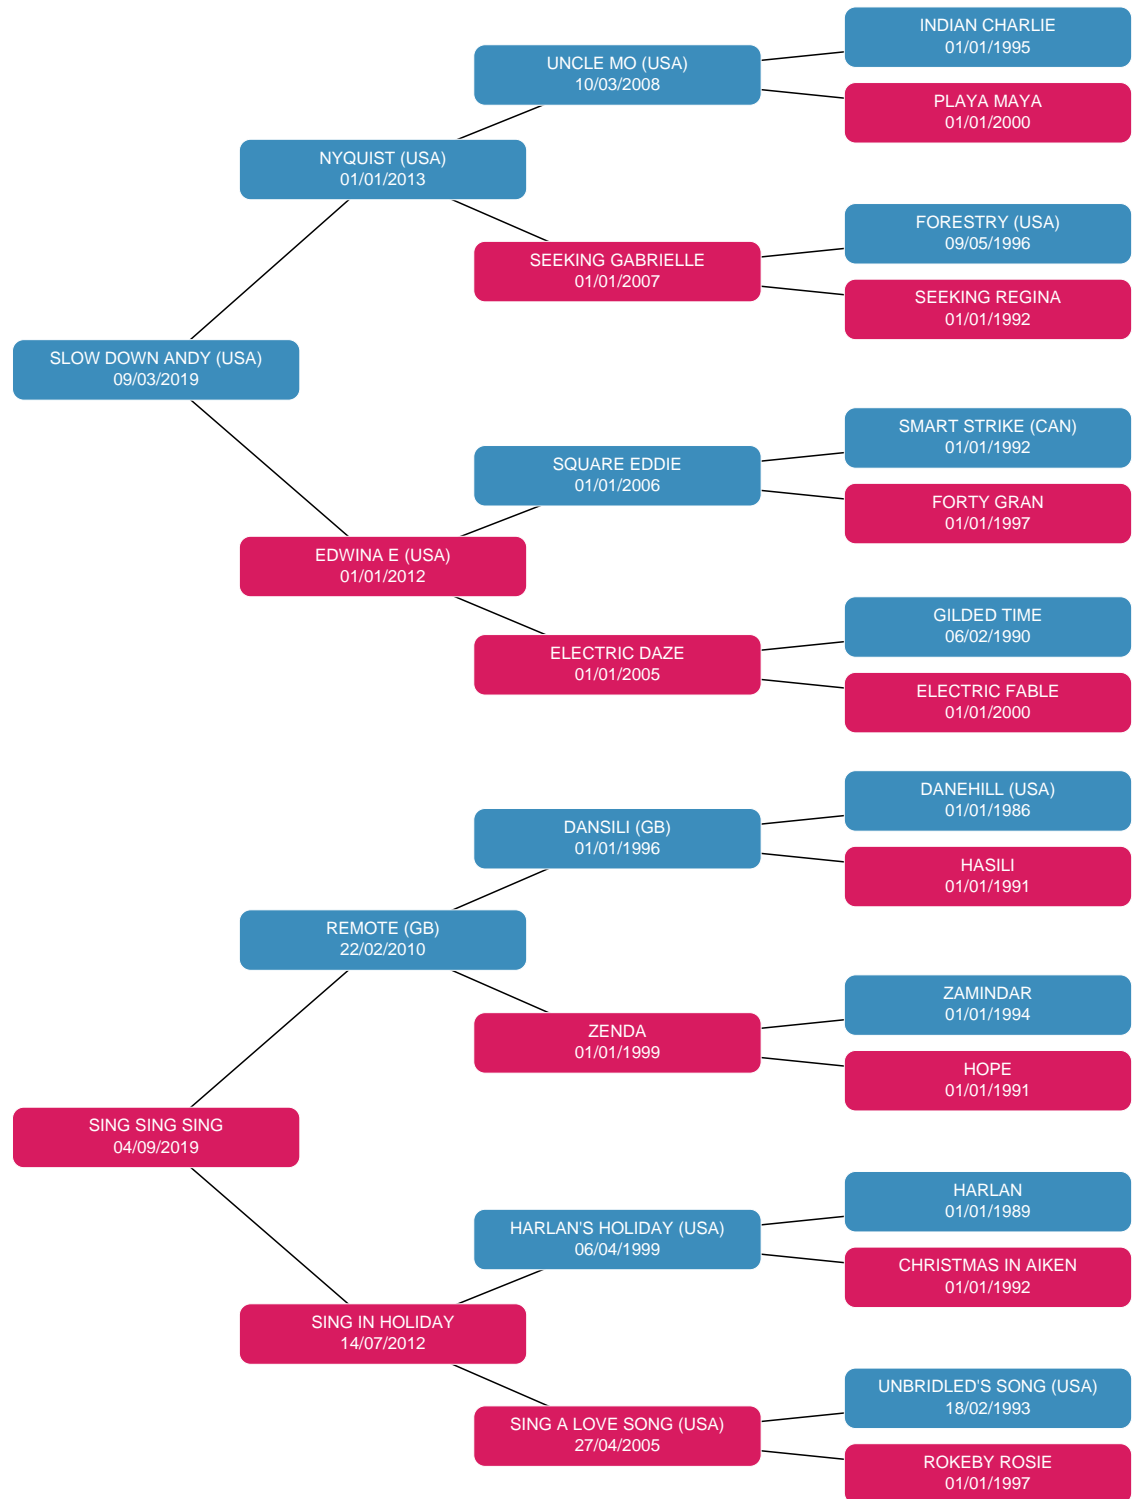 INDIAN CHARLIE
01/01/1995
UNCLE MO (USA)
10/03/2008
PLAYA MAYA
01/01/2000
NYQUIST (USA)
01/01/2013
FORESTRY (USA)
09/05/1996
SEEKING GABRIELLE
01/01/2007
SEEKING REGINA
01/01/1992
SLOW DOWN ANDY (USA)
09/03/2019
SMART STRIKE (CAN)
01/01/1992
SQUARE EDDIE
01/01/2006
FORTY GRAN
01/01/1997
EDWINA E (USA)
01/01/2012
GILDED TIME
06/02/1990
ELECTRIC DAZE
01/01/2005
ELECTRIC FABLE
01/01/2000
DANEHILL (USA)
01/01/1986
DANSILI (GB)
01/01/1996
HASILI
01/01/1991
REMOTE (GB)
22/02/2010
ZAMINDAR
01/01/1994
ZENDA
01/01/1999
HOPE
01/01/1991
SING SING SING
04/09/2019
HARLAN
01/01/1989
HARLAN'S HOLIDAY (USA)
06/04/1999
CHRISTMAS IN AIKEN
01/01/1992
SING IN HOLIDAY
14/07/2012
UNBRIDLED'S SONG (USA)
18/02/1993
SING A LOVE SONG (USA)
27/04/2005
ROKEBY ROSIE
01/01/1997